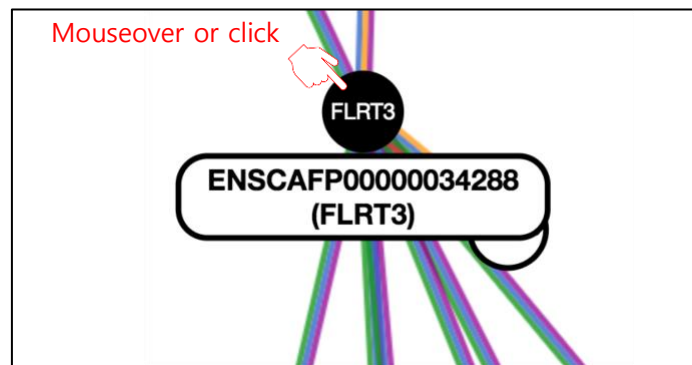 Mouseover or click
FLRT3
ENSCAFP00000034288
(FLRT3)